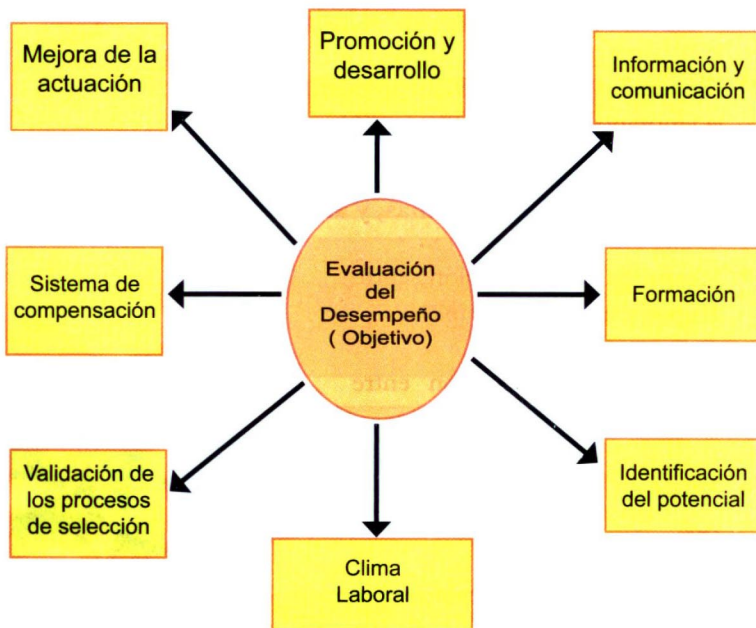 Mejora de la
actuación
Promoción y
desarrollo
Información y
comunicación
Sistema de
compensación
Evaluación
del
Desempeño
( Objetivo)
Formación
Validación de
los procesos
de selección
Clima
Laboral
Identificación
del potencial
n entre